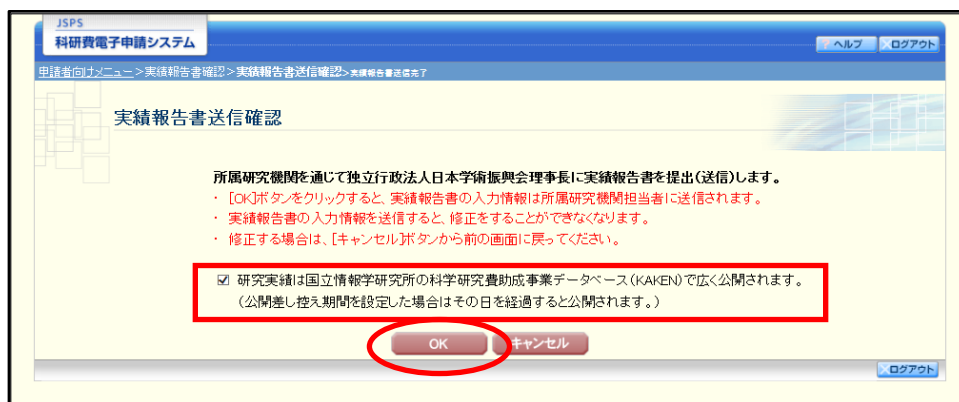 JSPS
科研費電子申請システム
ヘルプ ログアウト
申請者向けメニュー>実績報告書確認>実績報告書送信確認>実績報告書送信完了
実績報告書送信確認
所属研究機関を通じて独立行政法人日本学術振興会理事長に実績報告書を提出(送信)します。
・ [OK]ボタンをクリックすると、実績報告書の入力情報は所属研究機関担当者に送信されます。
・ 実績報告書の入力情報を送信すると、修正をすることができなくなります。
・ 修正する場合は、[キャンセル]ボタンから前の画面に戻ってください。
研究実績は国立情報学研究所の科学研究費助成事業データベース(KAKEN)で広く公開されます。
(公開差し控え期間を設定した場合はその日を経過すると公開されます。)
OK キャンセル
ログアウト